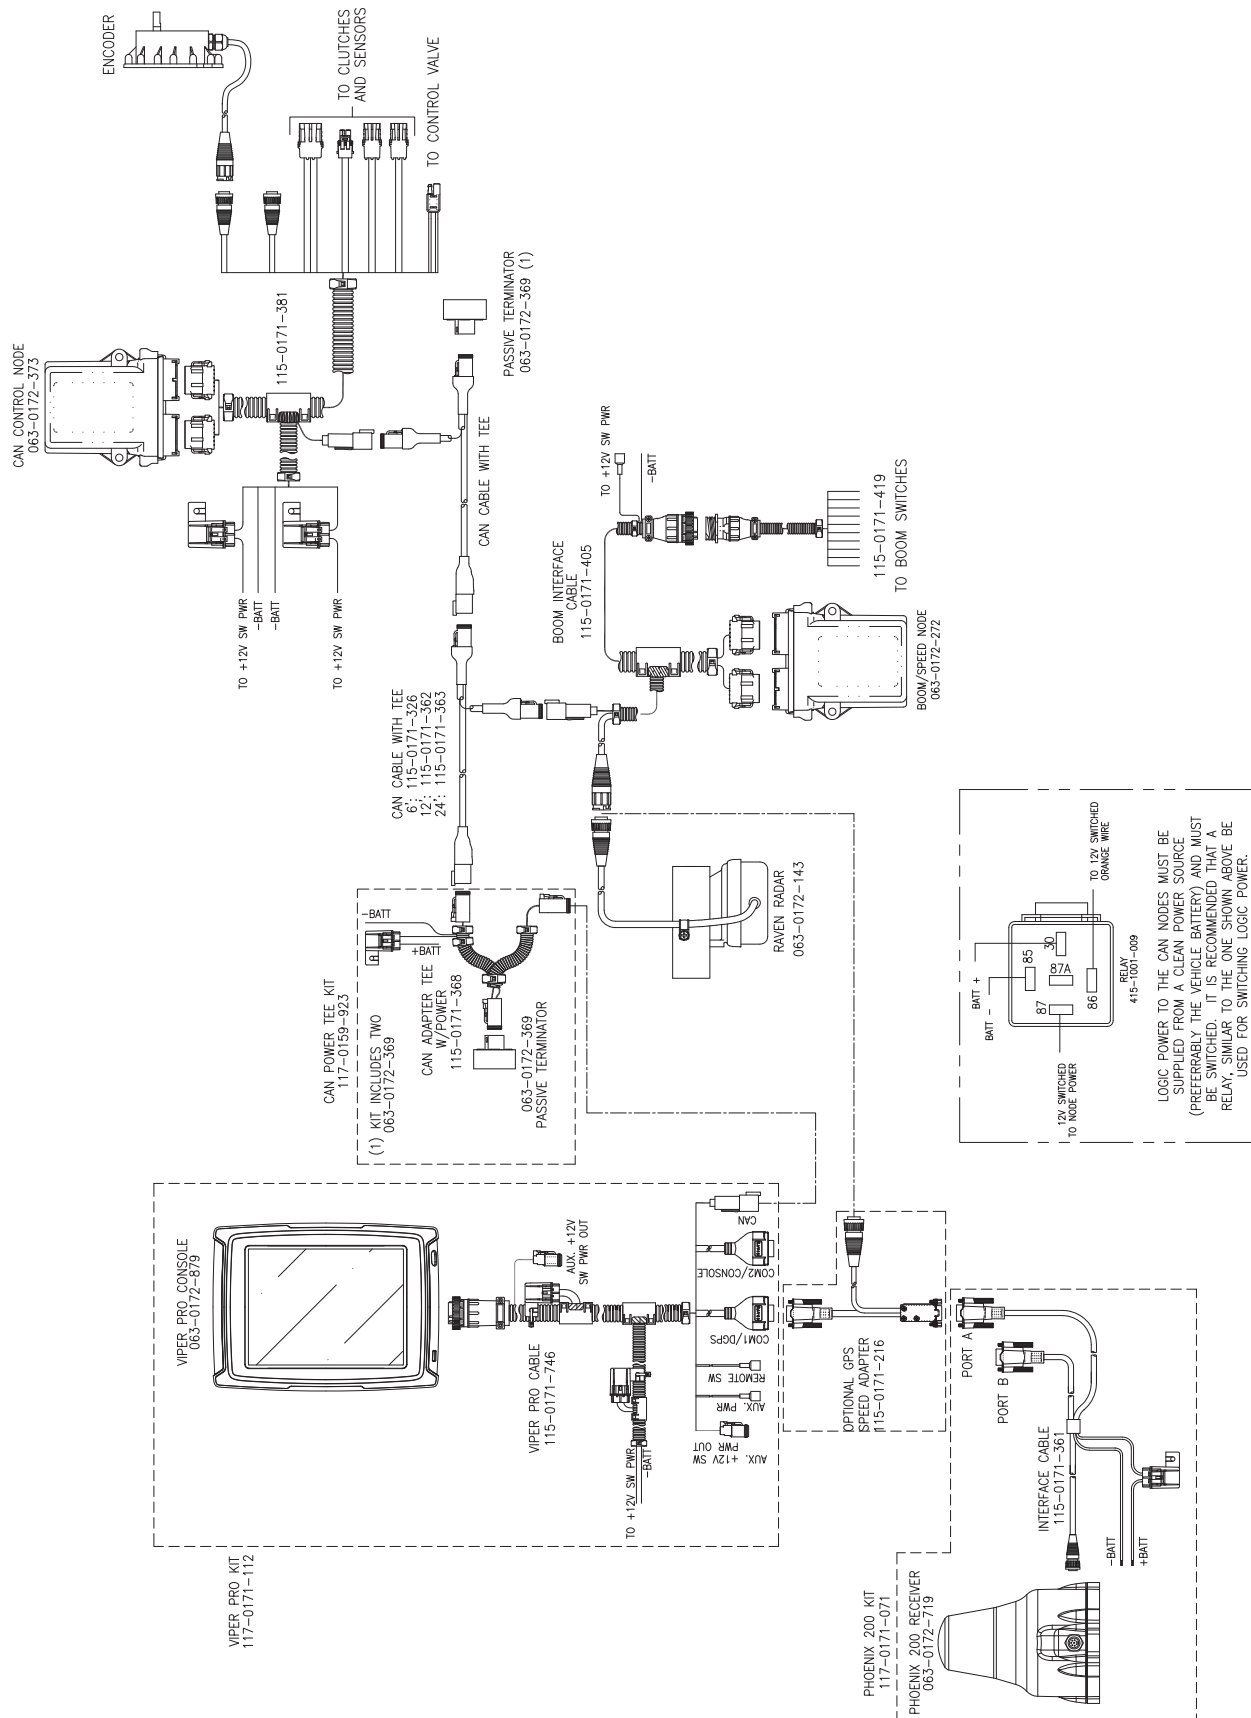 ENCODER
TO CLUTCHES
AND SENSORS
TO CONTROL VALVE
CAN CONTROL NODE
063-0172-373
115-0171-381
PASSIVE TERMINATOR
063-0172-369 (1)
TO +12V SW PWR
-BATT
-BATT
TO +12V SW PWR
CAN CABLE WITH TEE
TO +12V SW PWR
-BATT
115-0171-419
TO BOOM SWITCHES
BOOM INTERFACE
CABLE
115-0171-405
BOOM/SPEED NODE
063-0172-272
CAN CABLE WITH TEE
6': 115-0171-326
12': 115-0171-362
24': 115-0171-363
RAVEN RADAR
063-0172-143
CAN POWER TEE KIT
117-0159-923
(1) KIT INCLUDES TWO
063-0172-369
-BATT
+BATT
CAN ADAPTER TEE
W/POWER
115-0171-368
063-0172-369
PASSIVE TERMINATOR
BATT +
BATT -
85
30
87A
87
86
TO 12V SWITCHED
ORANGE WIRE
12V SWITCHED
TO NODE POWER
RELAY
415-1001-009
LOGIC POWER TO THE CAN NODES MUST BE
SUPPLIED FROM A CLEAN POWER SOURCE
(PREFERRABLY THE VEHICLE BATTERY) AND MUST
BE SWITCHED. IT IS RECOMMENDED THAT A
RELAY, SIMILAR TO THE ONE SHOWN ABOVE BE
USED FOR SWITCHING LOGIC POWER.
VIPER PRO KIT
117-0171-112
VIPER PRO CONSOLE
063-0172-879
AUX. +12V
SW PWR OUT
VIPER PRO CABLE
115-0171-746
TO +12V SW PWR
-BATT
CAN
COM2/CONSOLE
COM1/DGPS
REMOTE SW
AUX. PWR
AUX. +12V SW
PWR OUT
OPTIONAL GPS
SPEED ADAPTER
115-0171-216
PORT A
PORT B
INTERFACE CABLE
115-0171-361
-BATT
+BATT
PHOENIX 200 KIT
117-0171-071
PHOENIX 200 RECEIVER
063-0172-719